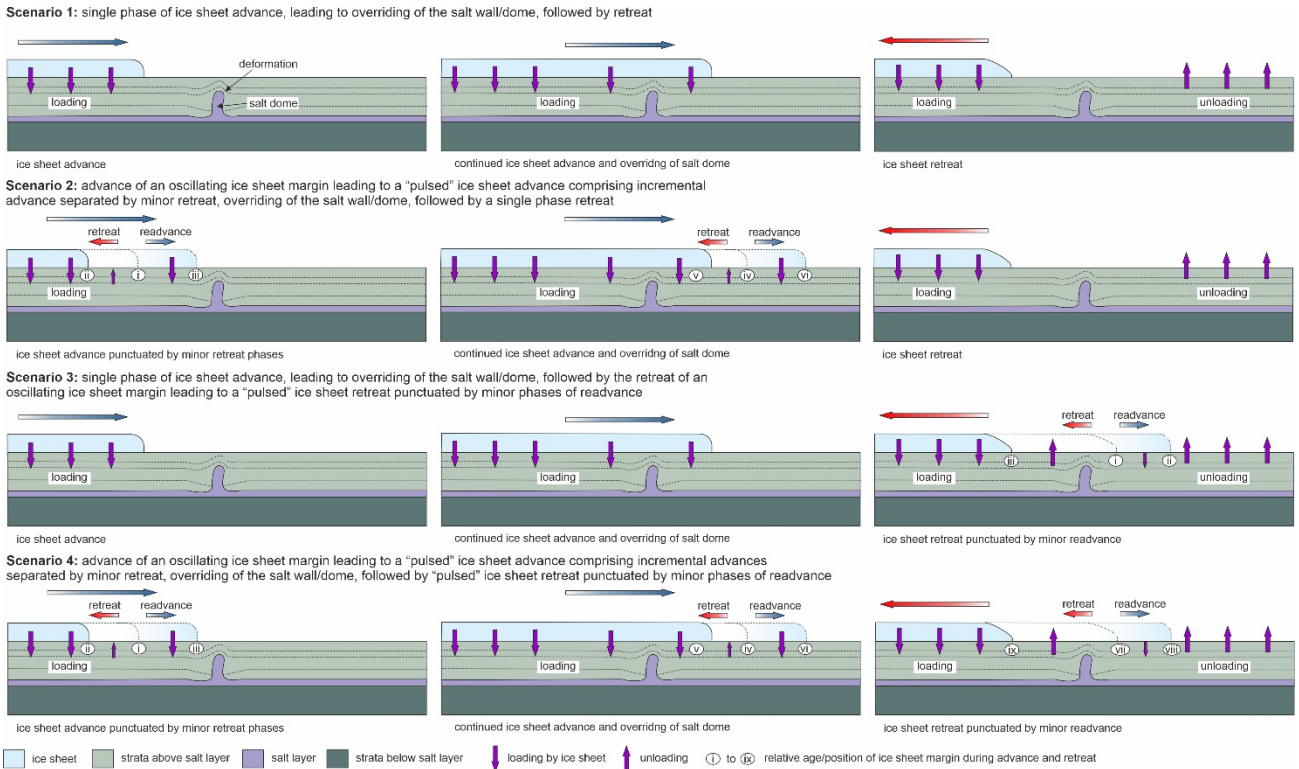 Scenario 1: single phase of ice sheet advance, leading to overriding of the salt wall/dome, followed by retreat
deformation
loading
salt dome
loading
loading
unloading
ice sheet advance
continued ice sheet advance and overridng of salt dome
ice sheet retreat
Scenario 2: advance of an oscillating ice sheet margin leading to a “pulsed” ice sheet advance comprising incremental
advance separated by minor retreat, overriding of the salt wall/dome, followed by a single phase retreat
retreat readvance
retreat readvance
ii i iii
v iv vi
loading
loading
loading
unloading
ice sheet advance punctuated by minor retreat phases
continued ice sheet advance and overridng of salt dome
ice sheet retreat
Scenario 3: single phase of ice sheet advance, leading to overriding of the salt wall/dome, followed by the retreat of an
oscillating ice sheet margin leading to a “pulsed” ice sheet retreat punctuated by minor phases of readvance
retreat readvance
iii i ii
loading
loading
loading
unloading
ice sheet advance
continued ice sheet advance and overridng of salt dome
ice sheet retreat punctuated by minor readvance
Scenario 4: advance of an oscillating ice sheet margin leading to a “pulsed” ice sheet advance comprising incremental advances
separated by minor retreat, overriding of the salt wall/dome, followed by “pulsed” ice sheet retreat punctuated by minor phases of readvance
retreat readvance
retreat readvance
retreat readvance
ii i iii
v iv vi
ix vii viii
loading
loading
loading
unloading
ice sheet advance punctuated by minor retreat phases
continued ice sheet advance and overridng of salt dome
ice sheet retreat punctuated by minor readvance
ice sheet strata above salt layer salt layer strata below salt layer loading by ice sheet unloading i to ix relative age/position of ice sheet margin during advance and retreat